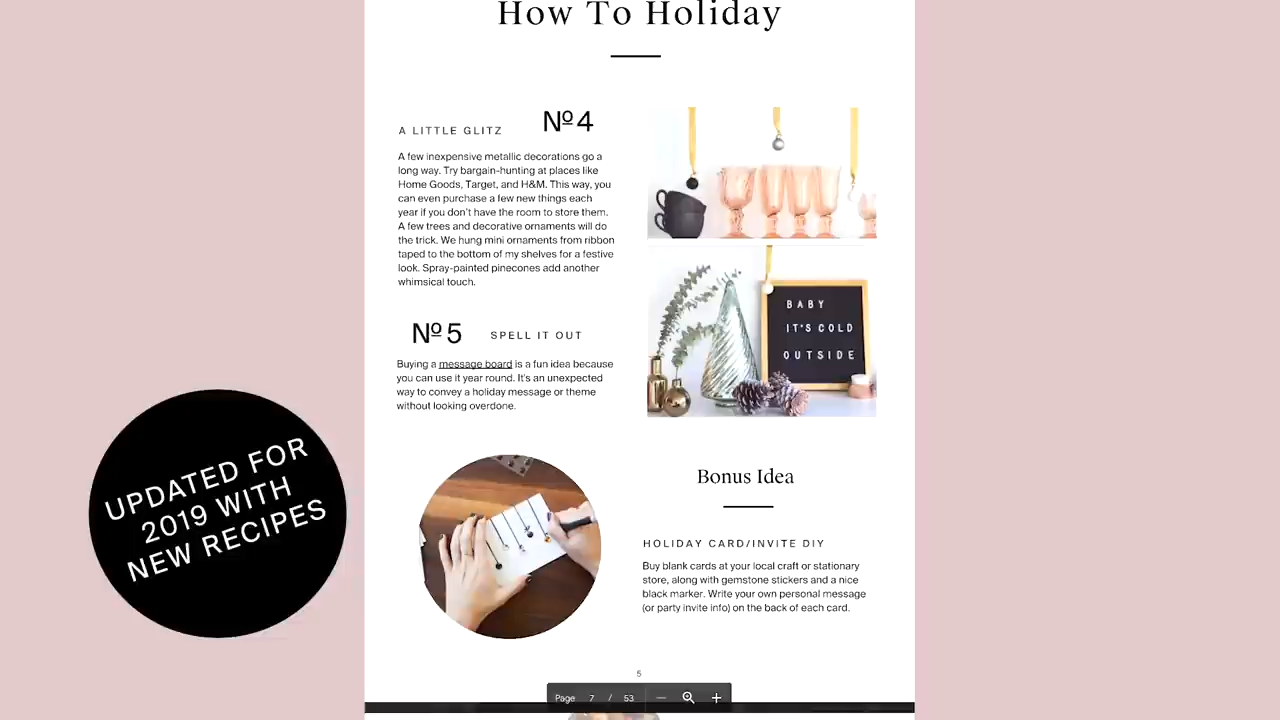 How To Holiday
A LITTLE GLITZ
Nº4
A few inexpensive metallic decorations go a
long way. Try bargain-hunting at places like
Home Goods, Target, and H&M. This way, you
can even purchase a few new things each
year if you don't have the room to store them.
A few trees and decorative ornaments will do
the trick. We hung mini ornaments from ribbon
taped to the bottom of my shelves for a festive
look. Spray-painted pinecones add another
whimsical touch.
Nº5
SPELL IT OUT
Buying a message board is a fun idea because
you can use it year round. It's an unexpected
way to convey a holiday message or theme
without looking overdone.
BABY
IT'S COLD
OUTSIDE
UPDATED FOR
2019 WITH
NEW RECIPES
Bonus Idea
HOLIDAY CARD/INVITE DIY
Buy blank cards at your local craft or stationary
store, along with gemstone stickers and a nice
black marker. Write your own personal message
(or party invite info) on the back of each card.
5
Page 7 / 53